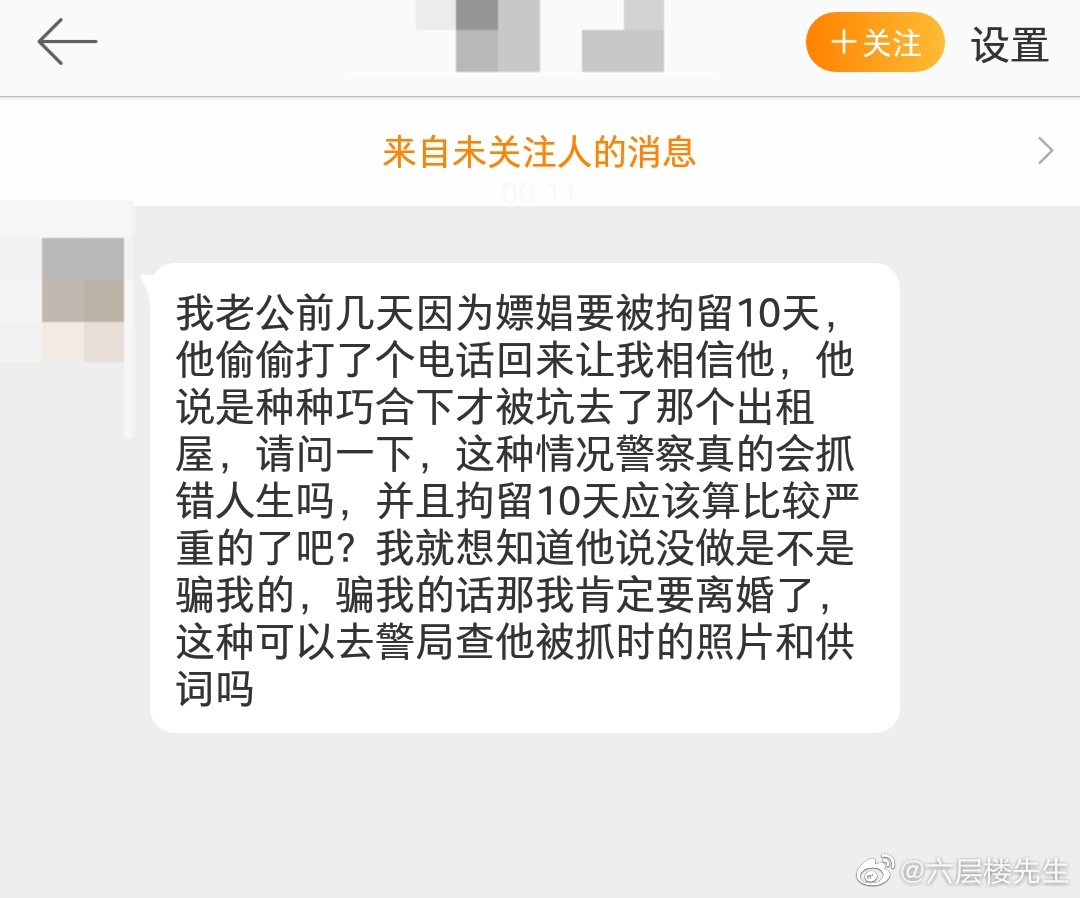 +关注
设置
来自未关注人的消息
00:11
我老公前几天因为嫖娼要被拘留10天，
他偷偷打了个电话回来让我相信他，他
说是种种巧合下才被坑去了那个出租
屋，请问一下，这种情况警察真的会抓
错人生吗，并且拘留10天应该算比较严
重的了吧？我就想知道他说没做是不是
骗我的，骗我的话那我肯定要离婚了，
这种可以去警局查他被抓时的照片和供
词吗
@六层楼先生